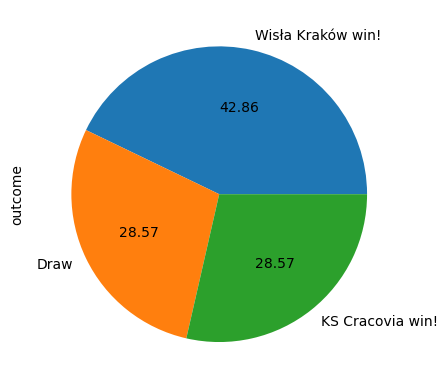 Wisła Kraków win!
42.86
outcome
28.57
Draw
28.57
KS Cracovia win!